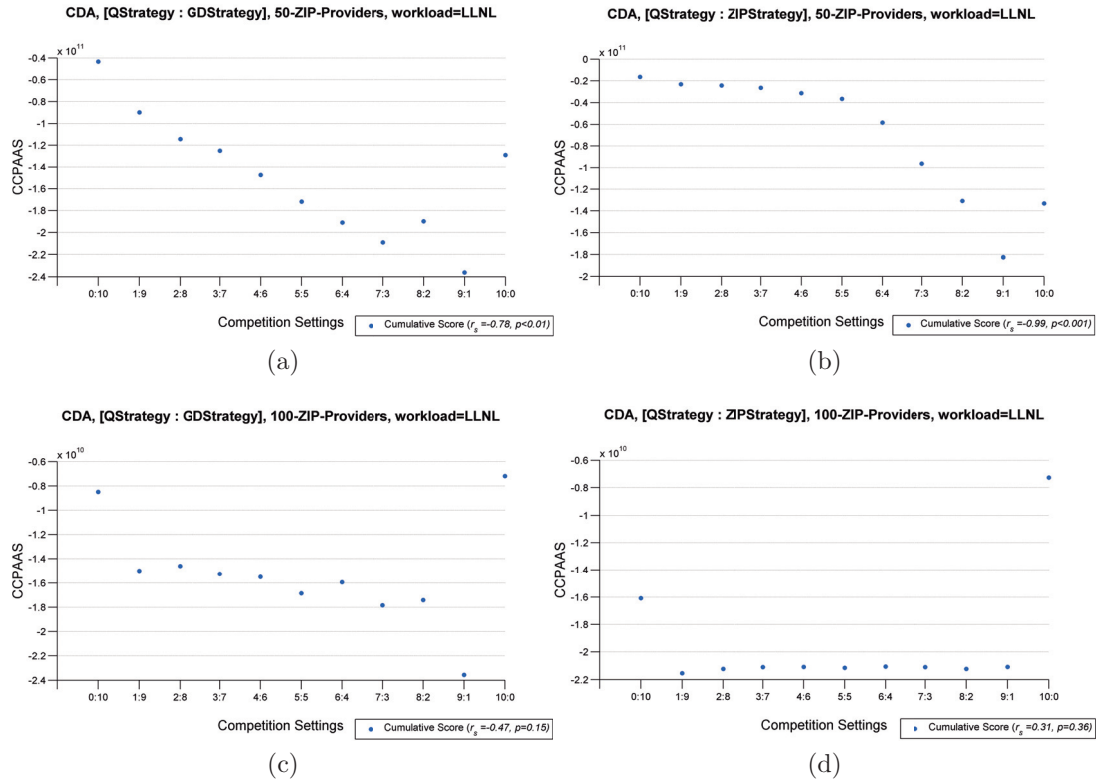 CDA, [QStrategy : GDStrategy], 50-ZIP-Providers, workload=LLNL
x 10^11
-0.4
-0.6
-0.8
-1
-1.2
-1.4
-1.6
-1.8
-2
-2.2
-2.4
CCPAAS
0:10 1:9 2:8 3:7 4:6 5:5 6:4 7:3 8:2 9:1 10:0
Competition Settings
Cumulative Score (r_s =-0.78, p<0.01)
(a)
CDA, [QStrategy : ZIPStrategy], 50-ZIP-Providers, workload=LLNL
x 10^11
0
-0.2
-0.4
-0.6
-0.8
-1
-1.2
-1.4
-1.6
-1.8
-2
CCPAAS
0:10 1:9 2:8 3:7 4:6 5:5 6:4 7:3 8:2 9:1 10:0
Competition Settings
Cumulative Score (r_s =-0.99, p<0.001)
(b)
CDA, [QStrategy : GDStrategy], 100-ZIP-Providers, workload=LLNL
x 10^10
-0.6
-0.8
-1
-1.2
-1.4
-1.6
-1.8
-2
-2.2
-2.4
CCPAAS
0:10 1:9 2:8 3:7 4:6 5:5 6:4 7:3 8:2 9:1 10:0
Competition Settings
Cumulative Score (r_s =-0.47, p=0.15)
(c)
CDA, [QStrategy : ZIPStrategy], 100-ZIP-Providers, workload=LLNL
x 10^10
-0.6
-0.8
-1
-1.2
-1.4
-1.6
-1.8
-2
-2.2
CCPAAS
0:10 1:9 2:8 3:7 4:6 5:5 6:4 7:3 8:2 9:1 10:0
Competition Settings
Cumulative Score (r_s =0.31, p=0.36)
(d)